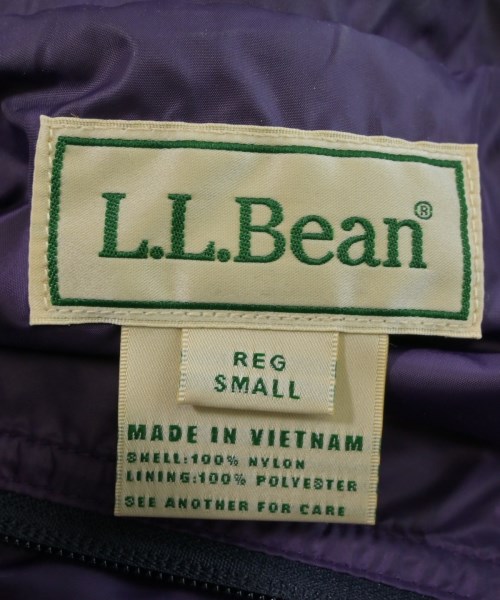 L.L.Bean®
REG
SMALL
MADE IN VIETNAM
SHELL:100% NYLON
LINING:100% POLYESTER
SEE ANOTHER FOR CARE